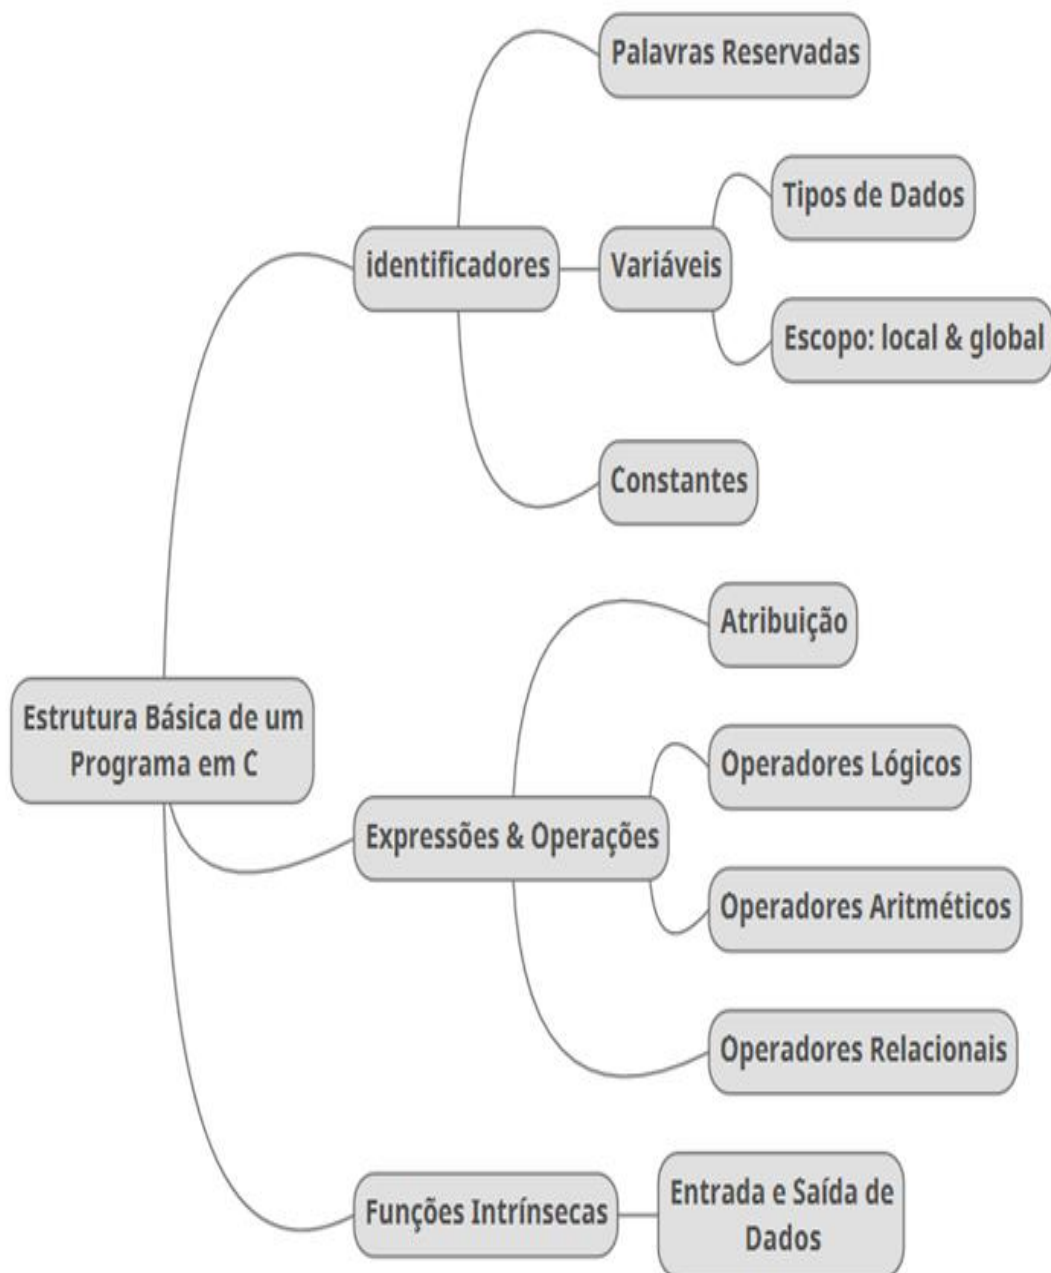 Palavras Reservadas
Tipos de Dados
identificadores
Variáveis
Escopo: local & global
Constantes
Atribuição
Estrutura Básica de um
Programa em C
Operadores Lógicos
Expressões & Operações
Operadores Aritméticos
Operadores Relacionais
Funções Intrínsecas
Entrada e Saída de
Dados